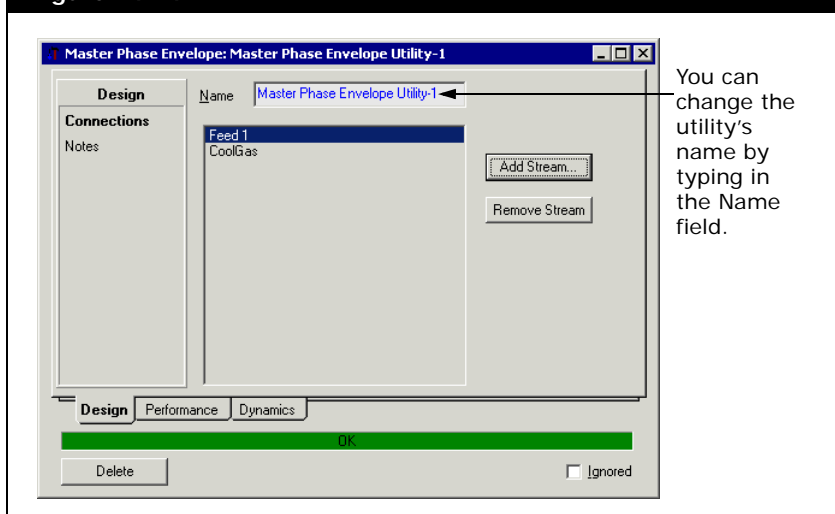 Master Phase Envelope: Master Phase Envelope Utility-1
Design
Connections
Notes
Name
Master Phase Envelope Utility-1
Feed 1
CoolGas
Add Stream...
Remove Stream
Design
Performance
Dynamics
OK
Delete
Ignored
You can
change the
utility's
name by
typing in
the Name
field.